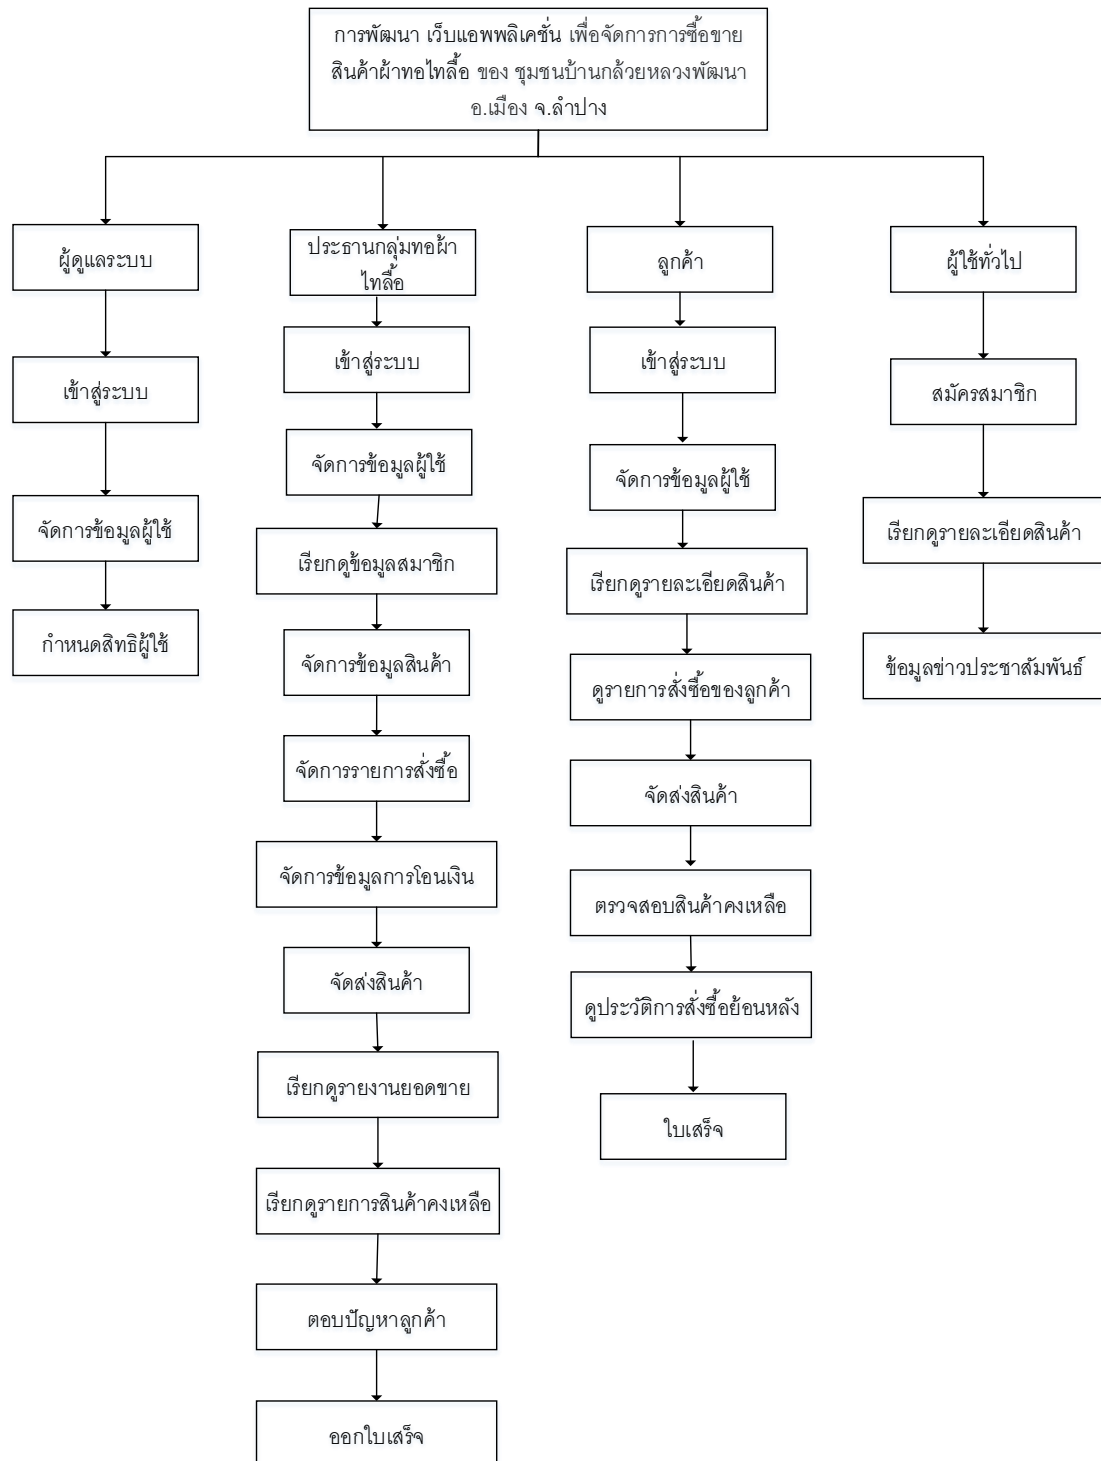 การพัฒนา เว็บแอพพลิเคชั่น เพื่อจัดการการซื้อขาย
สินค้าผ้าทอไทลื้อ ของ ชุมชนบ้านกล้วยหลวงพัฒนา
อ.เมือง จ.ลำปาง
ผู้ดูแลระบบ
เข้าสู่ระบบ
จัดการข้อมูลผู้ใช้
กำหนดสิทธิผู้ใช้
ประธานกลุ่มทอผ้า
ไทลื้อ
เข้าสู่ระบบ
จัดการข้อมูลผู้ใช้
เรียกดูข้อมูลสมาชิก
จัดการข้อมูลสินค้า
จัดการรายการสั่งซื้อ
จัดการข้อมูลการโอนเงิน
จัดส่งสินค้า
เรียกดูรายงานยอดขาย
เรียกดูรายการสินค้าคงเหลือ
ตอบปัญหาลูกค้า
ออกใบเสร็จ
ลูกค้า
เข้าสู่ระบบ
จัดการข้อมูลผู้ใช้
เรียกดูรายละเอียดสินค้า
ดูรายการสั่งซื้อของลูกค้า
จัดส่งสินค้า
ตรวจสอบสินค้าคงเหลือ
ดูประวัติการสั่งซื้อย้อนหลัง
ใบเสร็จ
ผู้ใช้ทั่วไป
สมัครสมาชิก
เรียกดูรายละเอียดสินค้า
ข้อมูลข่าวประชาสัมพันธ์